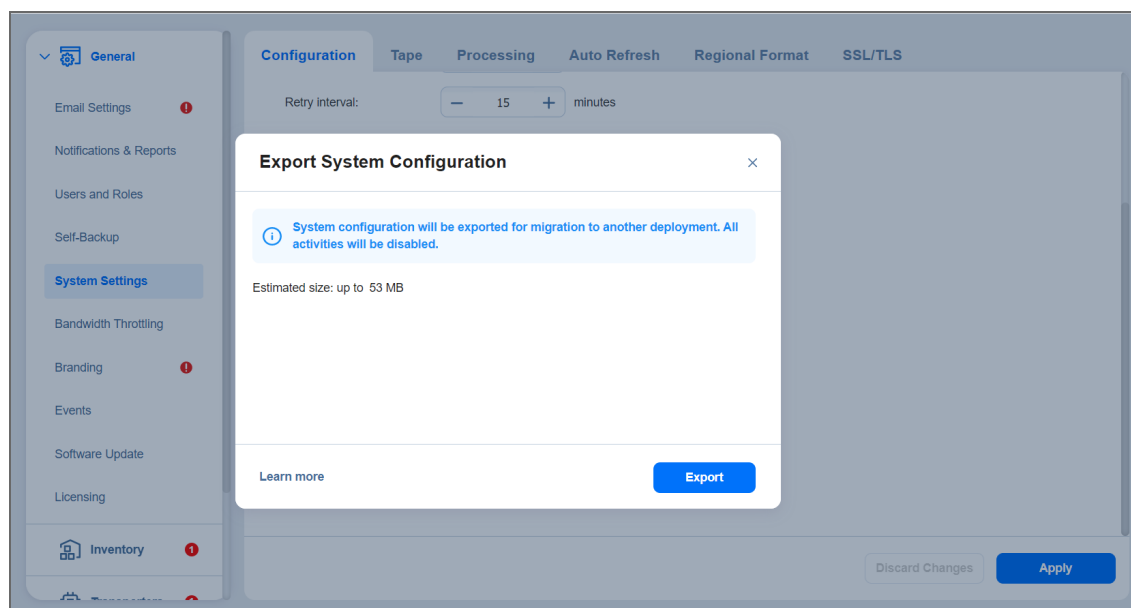 General
Email Settings
Notifications & Reports
Users and Roles
Self-Backup
System Settings
Bandwidth Throttling
Branding
Events
Software Update
Licensing
Inventory 1
Configuration Tape Processing Auto Refresh Regional Format SSL/TLS
Retry interval: 15 minutes
Export System Configuration
System configuration will be exported for migration to another deployment. All
activities will be disabled.
Estimated size: up to 53 MB
Learn more Export
Discard Changes Apply